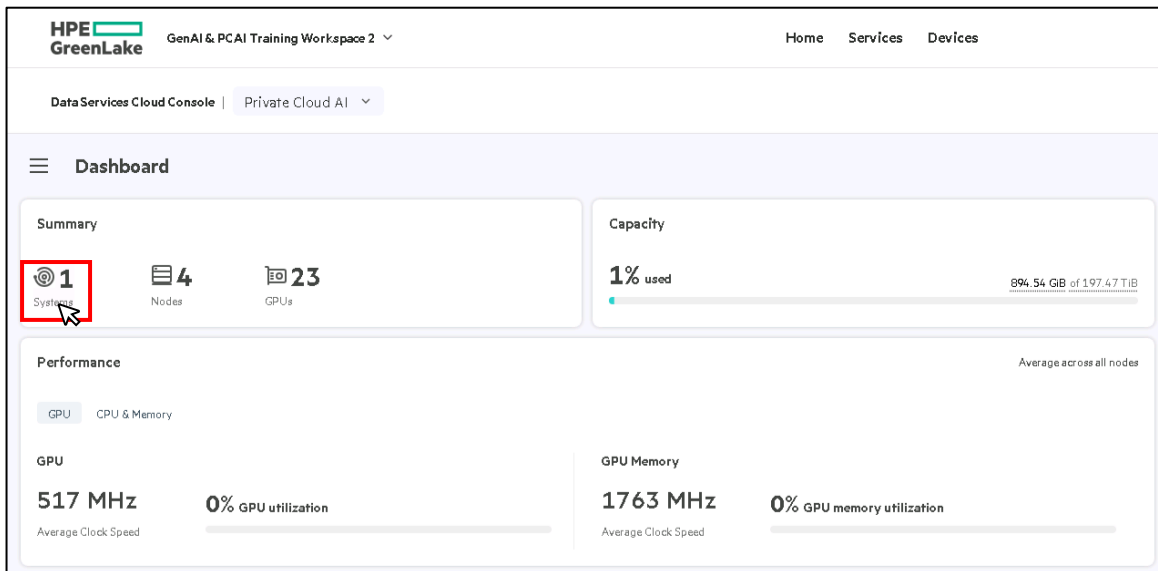 HPE
GreenLake
GenAI & PCAI Training Workspace 2
Home Services Devices
Data Services Cloud Console | Private Cloud AI
Dashboard
Summary
1
Systems
4
Nodes
23
GPUs
Capacity
1% used
894.54 GiB of 197.47 TiB
Performance
Average across all nodes
GPU CPU & Memory
GPU
517 MHz
Average Clock Speed
0% GPU utilization
GPU Memory
1763 MHz
Average Clock Speed
0% GPU memory utilization